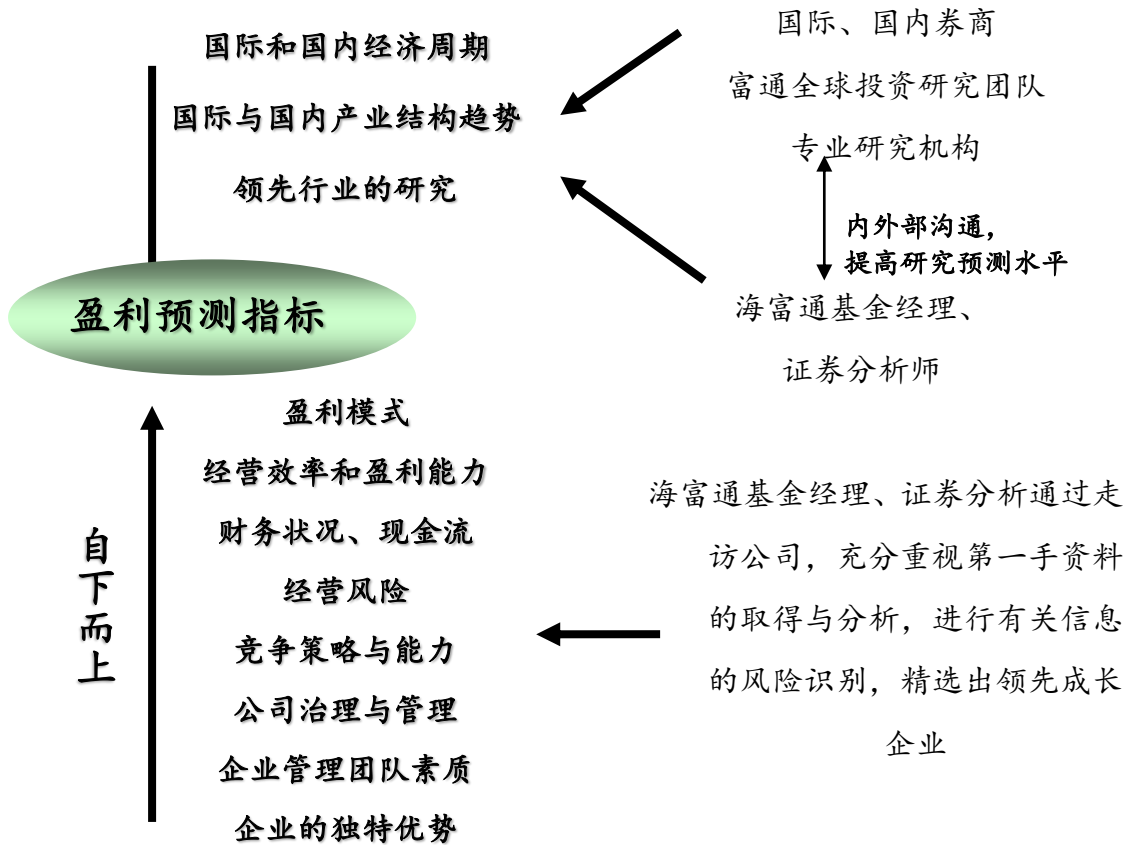 国际和国内经济周期
国际与国内产业结构趋势
领先行业的研究
国际、国内券商
富通全球投资研究团队
专业研究机构
内外部沟通，
提高研究预测水平
海富通基金经理、
证券分析师
盈利预测指标
自下而上
盈利模式
经营效率和盈利能力
财务状况、现金流
经营风险
竞争策略与能力
公司治理与管理
企业管理团队素质
企业的独特优势
海富通基金经理、证券分析通过走
访公司，充分重视第一手资料
的取得与分析，进行有关信息
的风险识别，精选出领先成长
企业